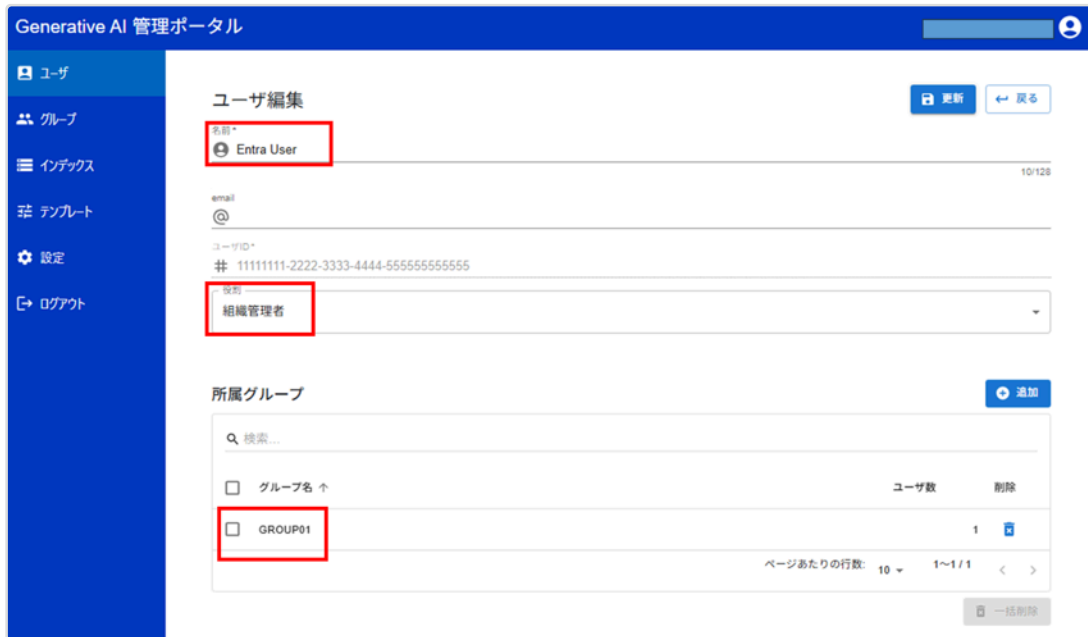 Generative AI 管理ポータル
ユーザ
グループ
インデックス
テンプレート
設定
ログアウト
ユーザ編集
更新
戻る
名前*
Entra User
10/128
email
@
ユーザID*
# 11111111-2222-3333-4444-555555555555
役割
組織管理者
所属グループ
追加
検索...
グループ名 ↑ ユーザ数 削除
GROUP01 1
ページあたりの行数: 10 1~1 / 1
一括削除